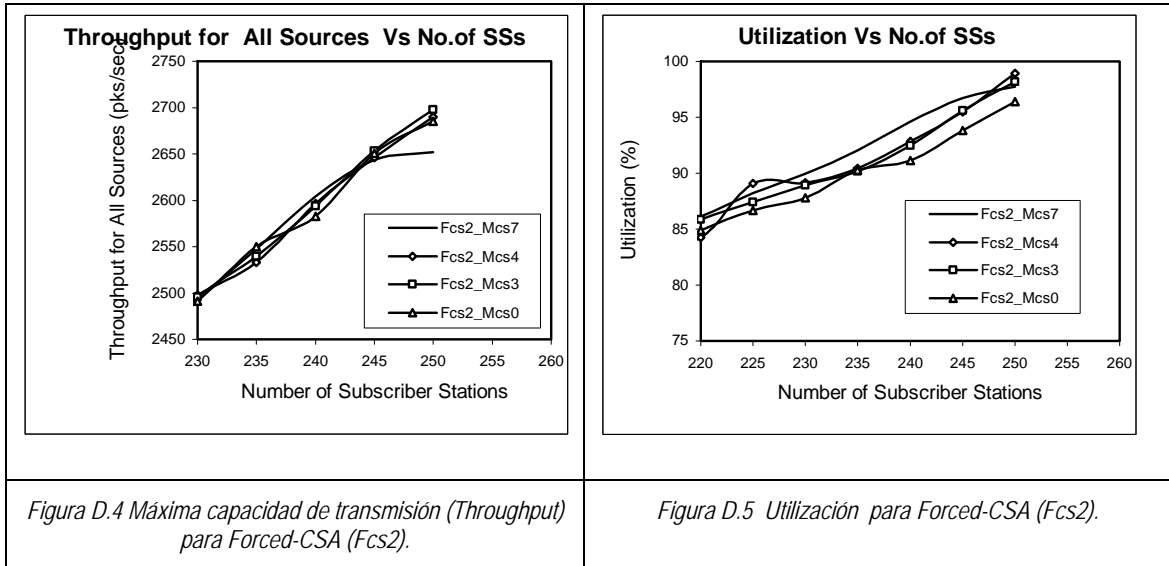 Throughput for All Sources Vs No.of SSs
Throughput for All Sources (pks/sec)
2750
2700
2650
2600
2550
2500
2450
230 235 240 245 250 255 260
Number of Subscriber Stations
Fcs2_Mcs7
Fcs2_Mcs4
Fcs2_Mcs3
Fcs2_Mcs0
Utilization Vs No.of SSs
Utilization (%)
100
95
90
85
80
75
220 225 230 235 240 245 250 255 260
Number of Subscriber Stations
Fcs2_Mcs7
Fcs2_Mcs4
Fcs2_Mcs3
Fcs2_Mcs0
Figura D.4 Máxima capacidad de transmisión (Throughput)
para Forced-CSA (Fcs2).
Figura D.5 Utilización para Forced-CSA (Fcs2).